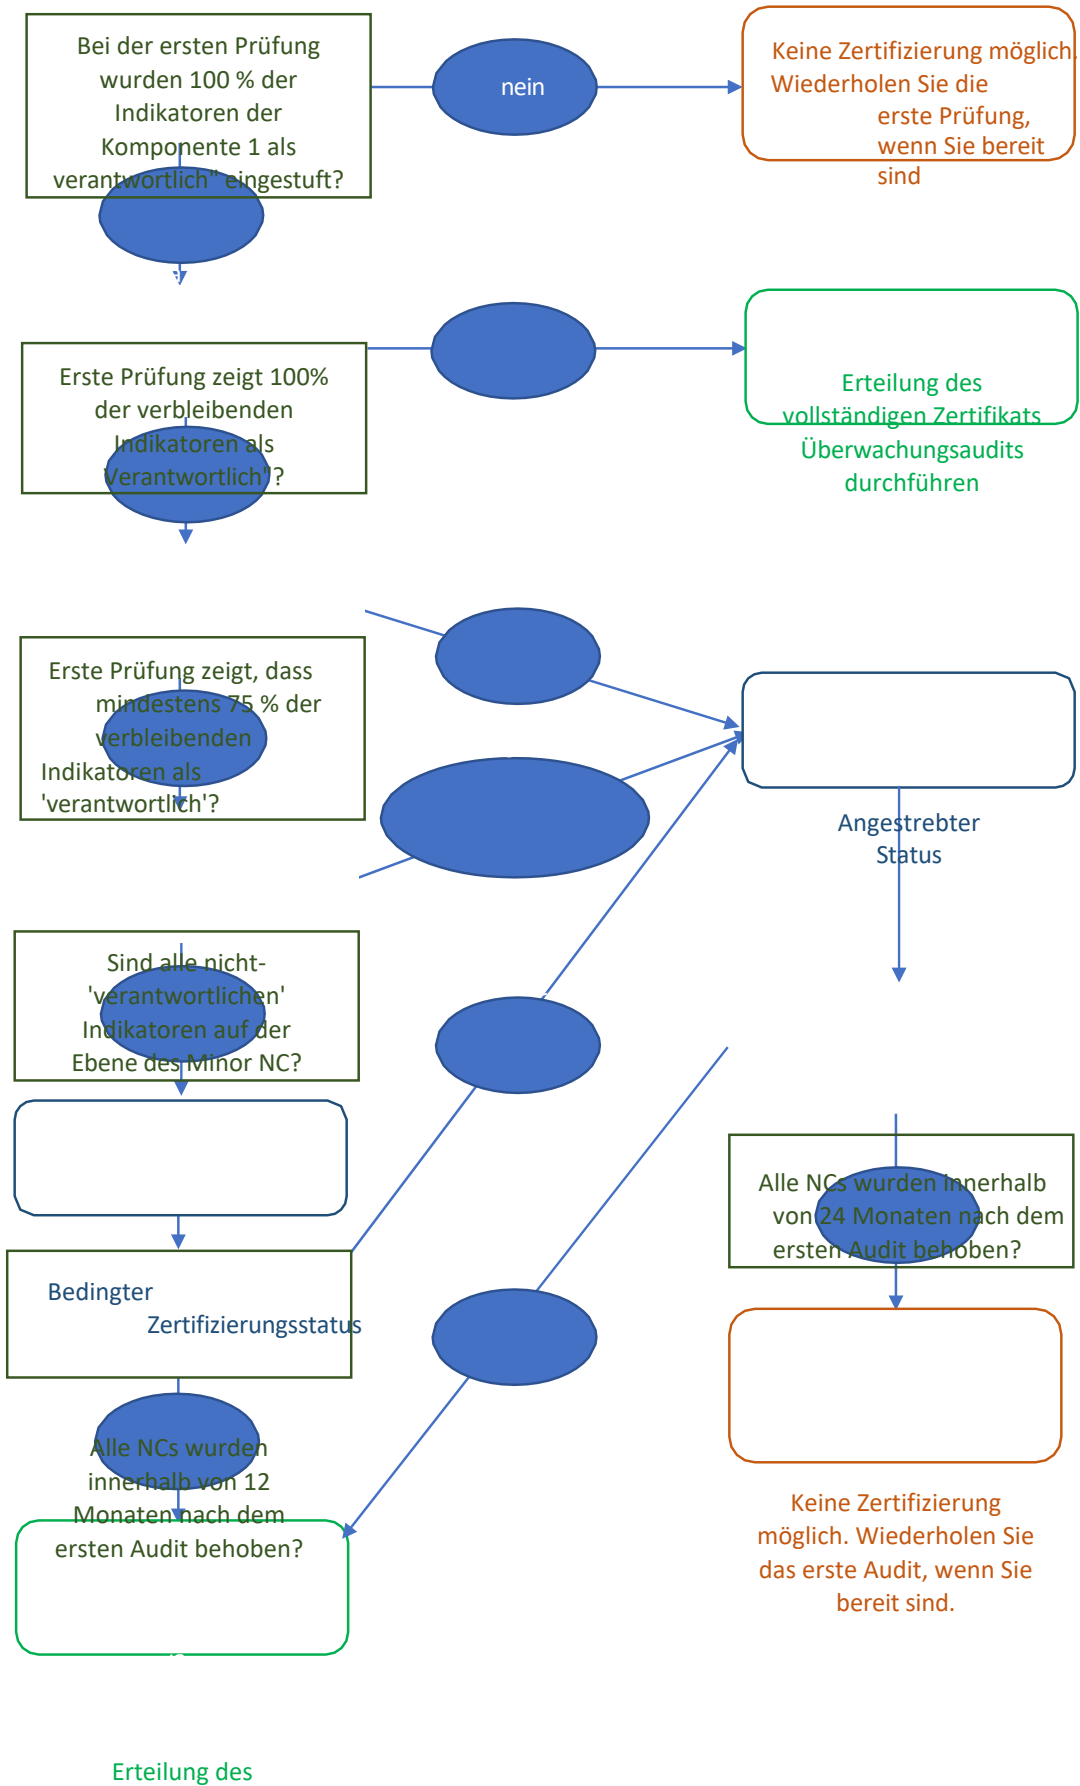 Bei der ersten Prüfung
wurden 100 % der
Indikatoren der
Komponente 1 als
verantwortlich" eingestuft?
nein
Keine Zertifizierung möglich.
Wiederholen Sie die
erste Prüfung,
wenn Sie bereit
sind
Erste Prüfung zeigt 100%
der verbleibenden
Indikatoren als
Verantwortlich"?
Erteilung des
vollständigen Zertifikats
Überwachungsaudits
durchführen
Erste Prüfung zeigt, dass
mindestens 75 % der
verbleibenden
Indikatoren als
'verantwortlich'?
Angestrebter
Status
Sind alle nicht-
'verantwortlichen'
Indikatoren auf der
Ebene des Minor NC?
Alle NCs wurden innerhalb
von 24 Monaten nach dem
ersten Audit behoben?
Bedingter
Zertifizierungsstatus
Alle NCs wurden
innerhalb von 12
Monaten nach dem
ersten Audit behoben?
Keine Zertifizierung
möglich. Wiederholen Sie
das erste Audit, wenn Sie
bereit sind.
Erteilung des